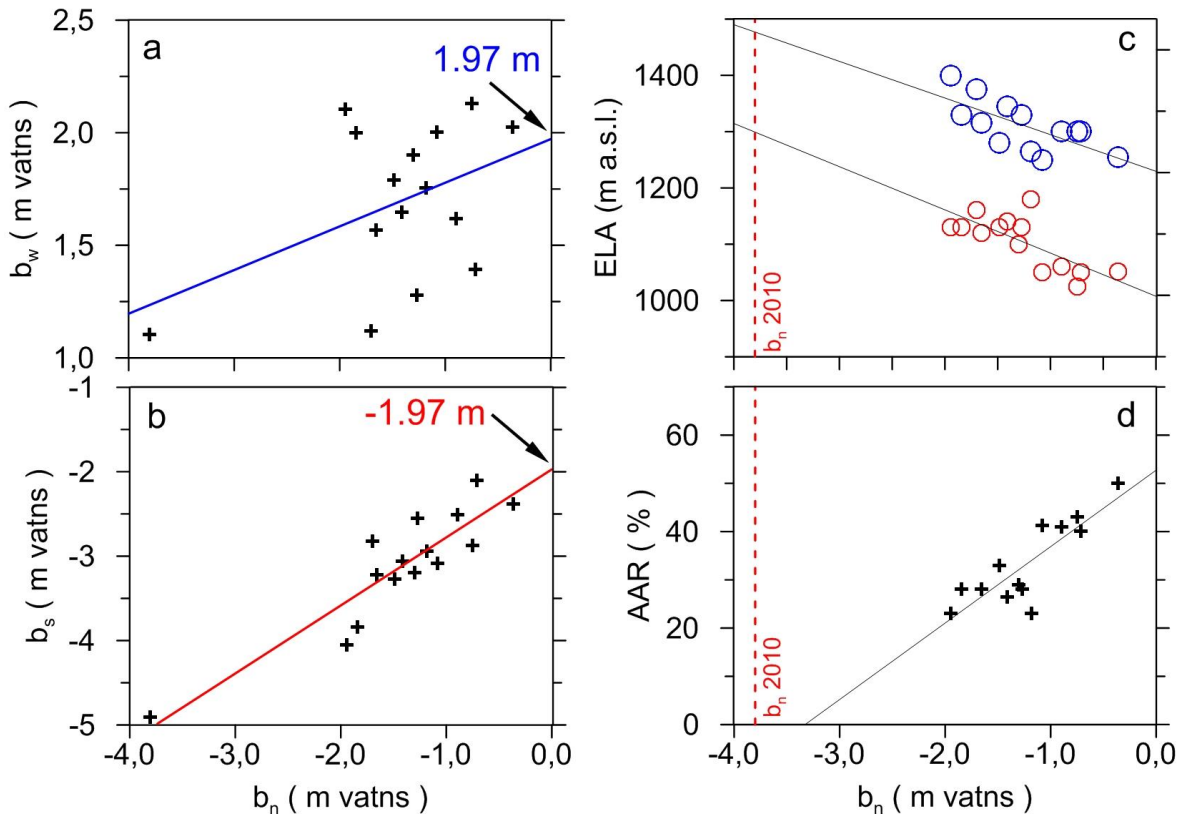 a
1.97 m
2,5
2,0
1,5
1,0
b_w ( m vatns )
b
-1.97 m
-1
-2
-3
-4
-5
b_s ( m vatns )
-4,0 -3,0 -2,0 -1,0 0,0
b_n ( m vatns )
c
1400
1200
1000
ELA (m a.s.l.)
b_n 2010
d
60
40
20
0
AAR ( % )
b_n 2010
-4,0 -3,0 -2,0 -1,0 0,0
b_n ( m vatns )